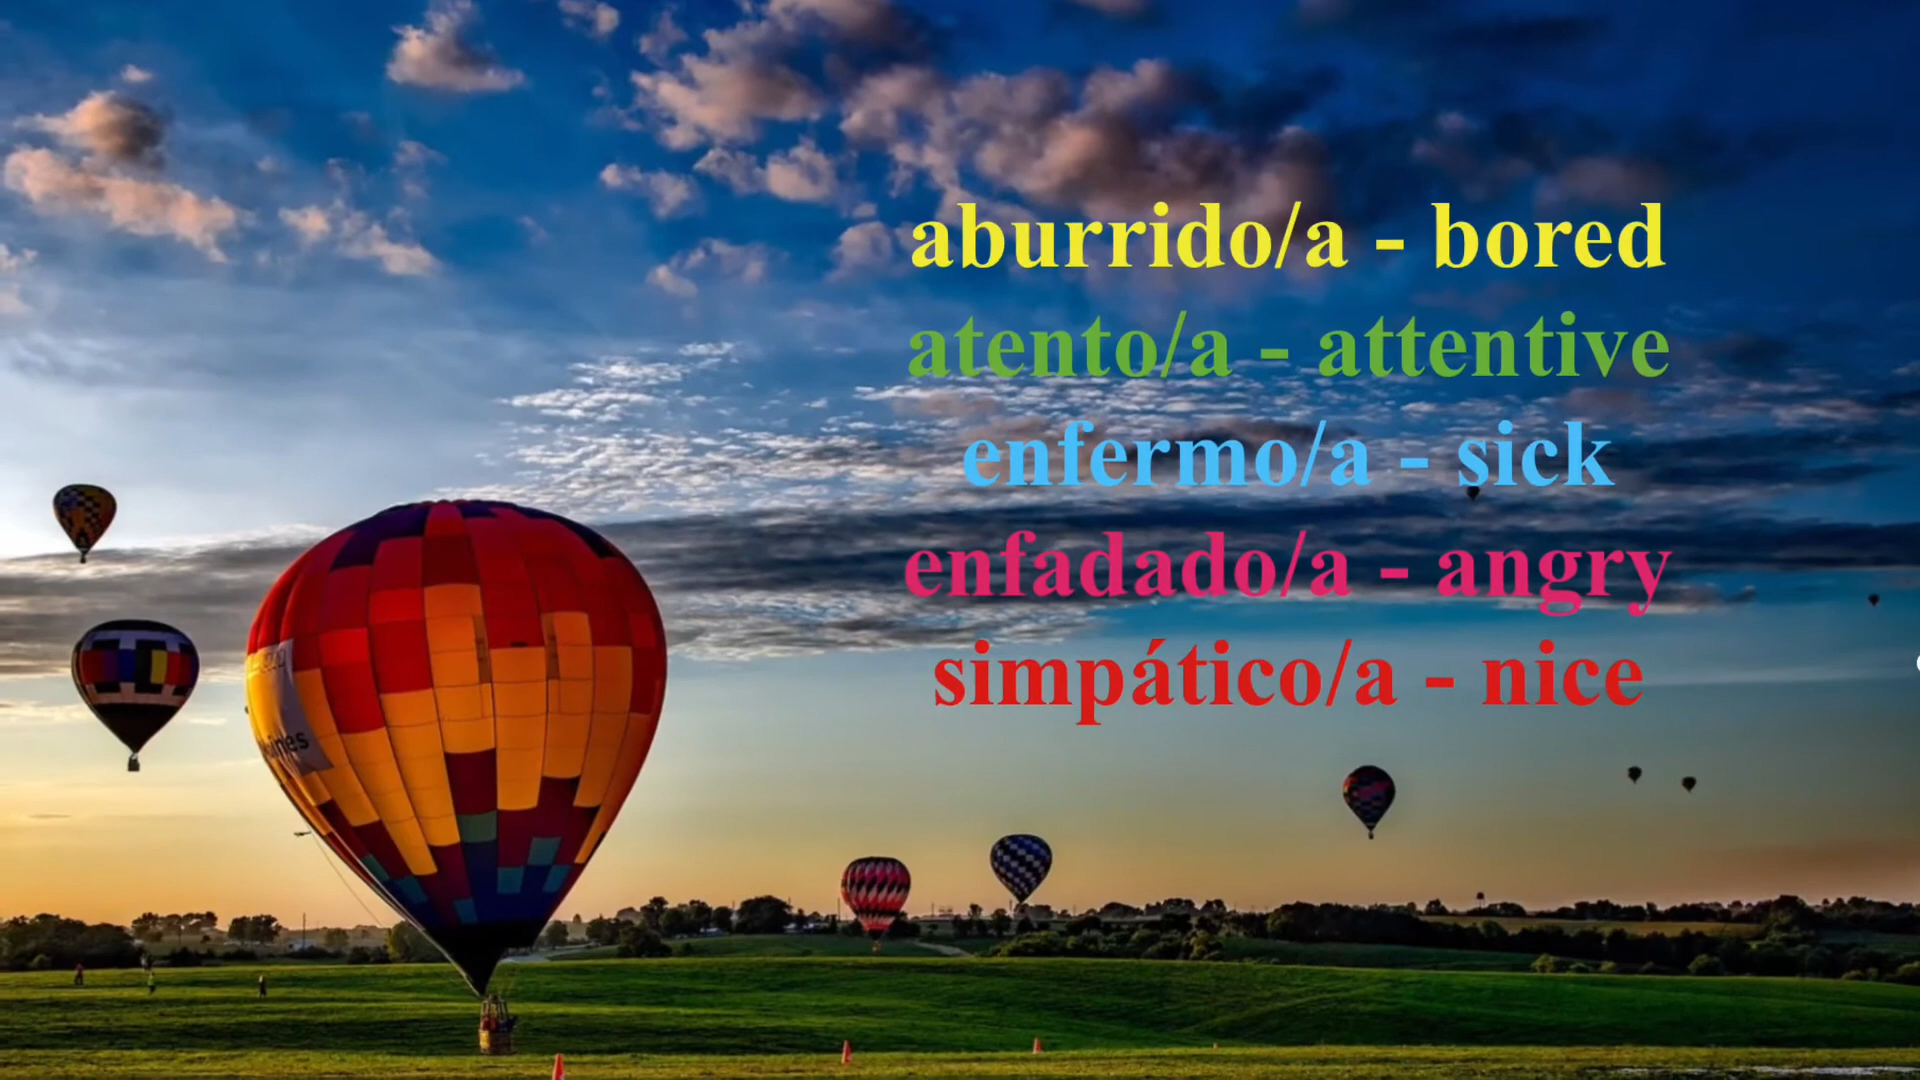 aburrido/a - bored
atento/a - attentive
enfermo/a - sick
enfadado/a - angry
simpático/a - nice